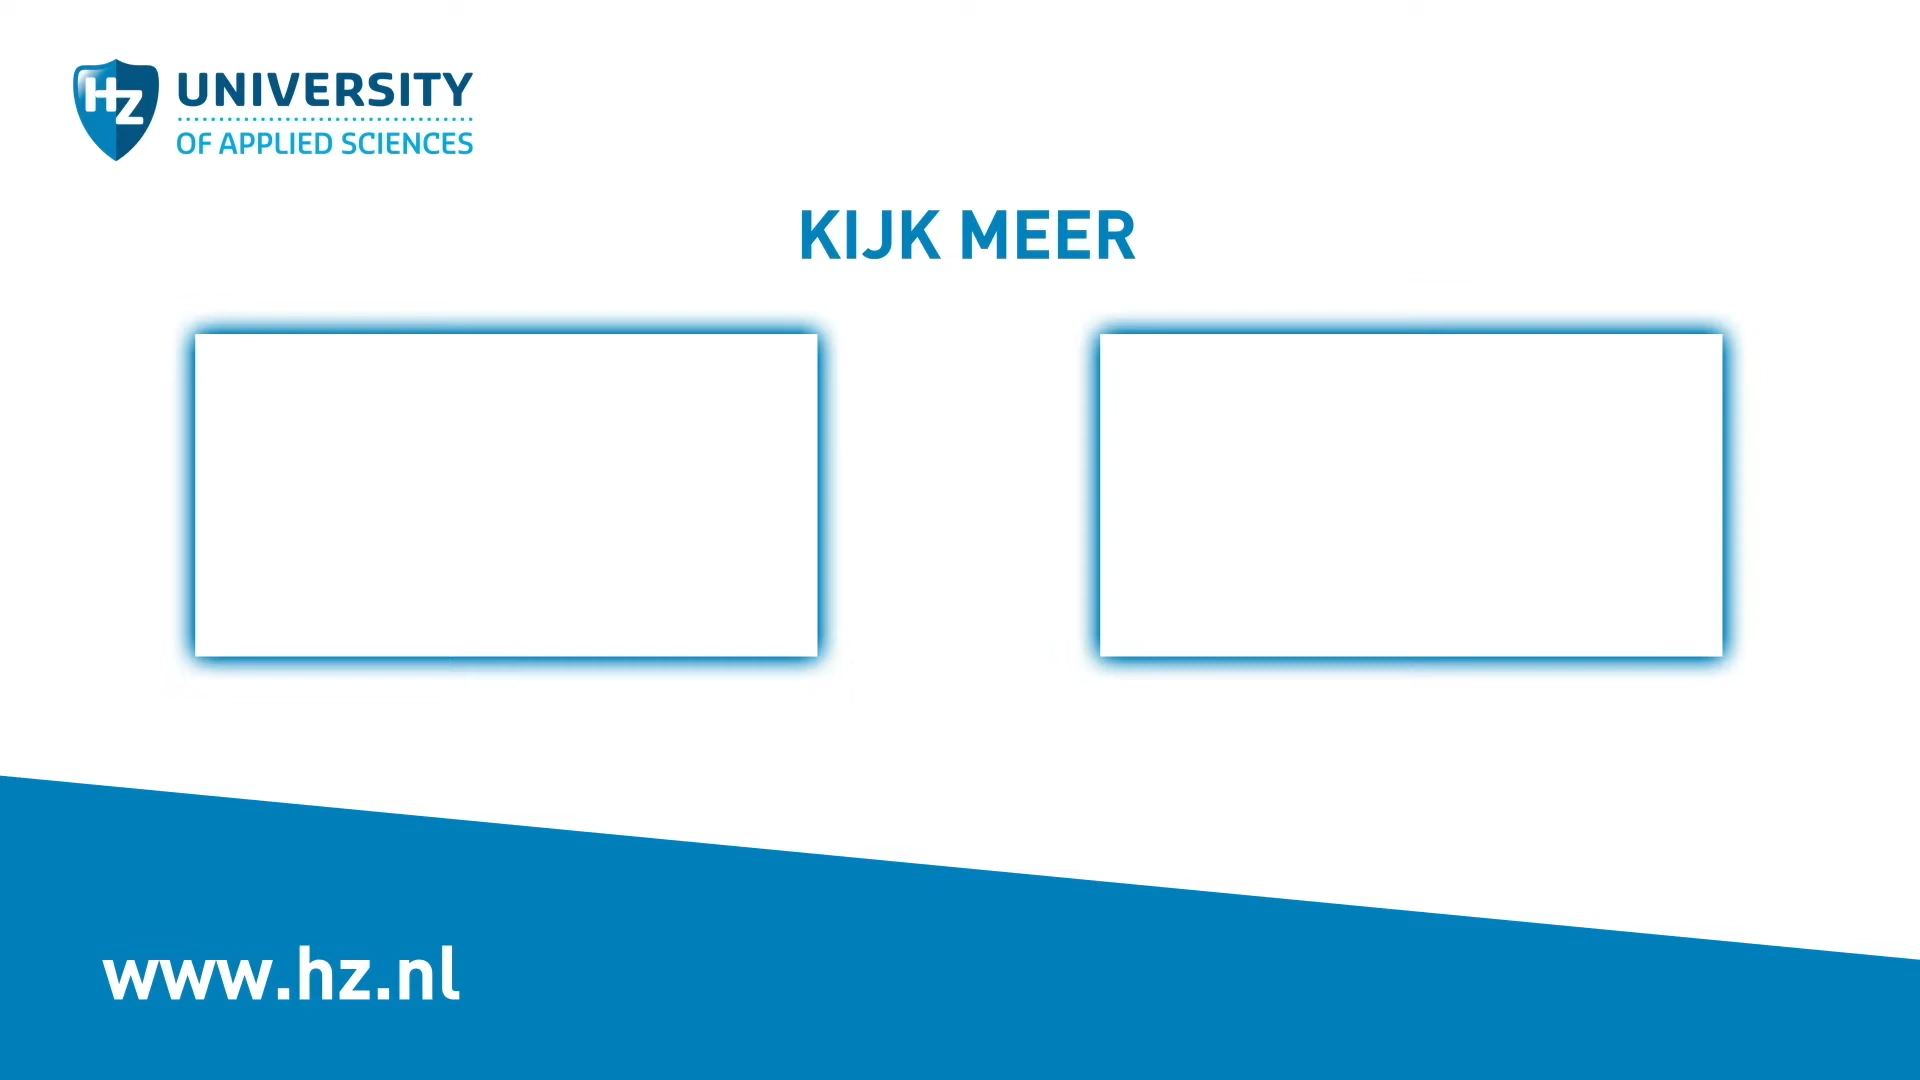 HZ
UNIVERSITY
OF APPLIED SCIENCES
KIJK MEER
www.hz.nl